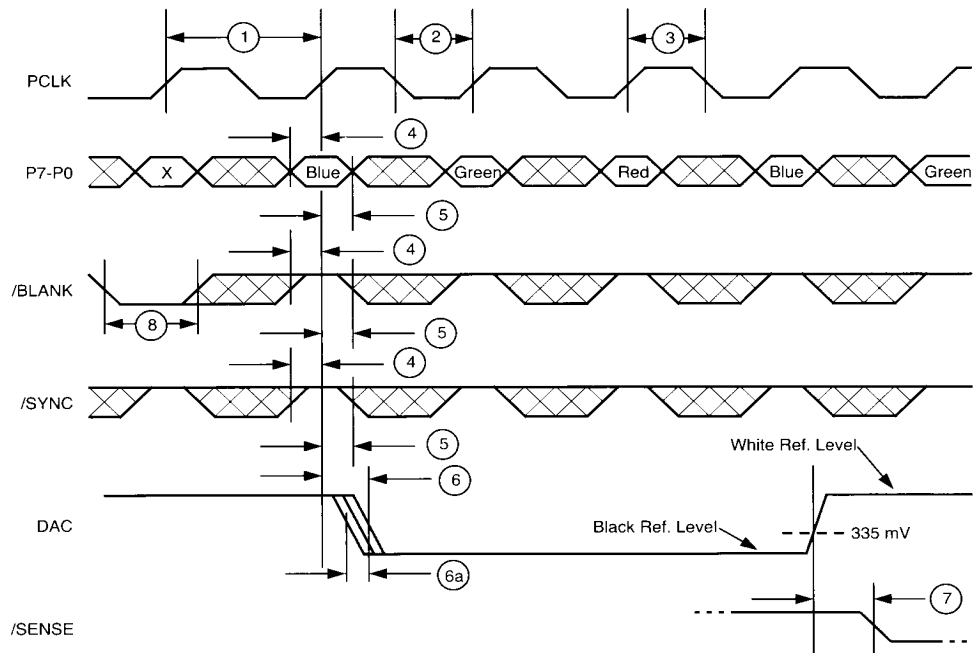 1
2
3
PCLK
4
P7-P0
X
Blue
Green
Red
Blue
Green
5
4
/BLANK
8
5
4
/SYNC
5
White Ref. Level
6
DAC
Black Ref. Level
335 mV
6a
7
/SENSE